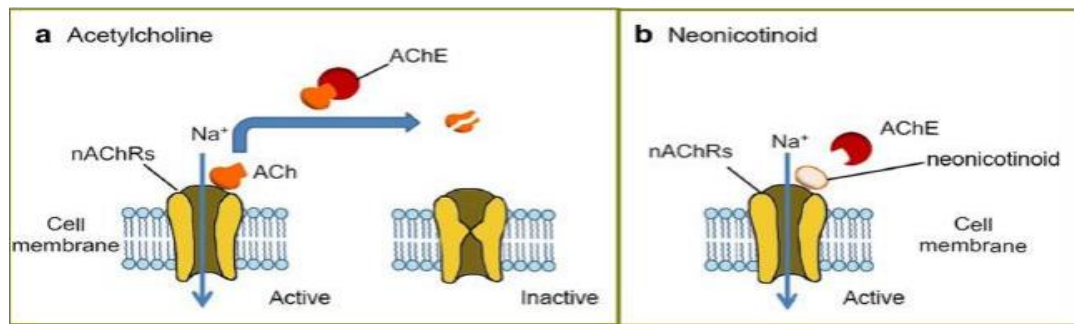 a Acetylcholine
AChE
Na⁺
nAChRs
ACh
Cell
membrane
Active
Inactive
b Neonicotinoid
AChE
Na⁺
nAChRs
neonicotinoid
Cell
membrane
Active